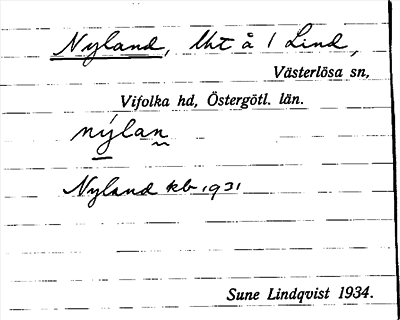 Nyland, lht å 1 Lind,
Västerlösa sn,
Vifolka hd, Östergötl. län.
nýlan
Nyland kb 1931
Sune Lindqvist 1934.